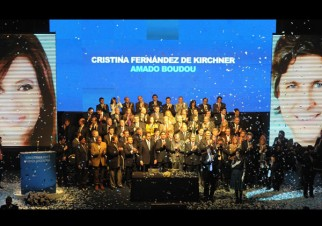 CRISTINA FERNÁNDEZ DE KIRCHNER
AMADO BOUDOU